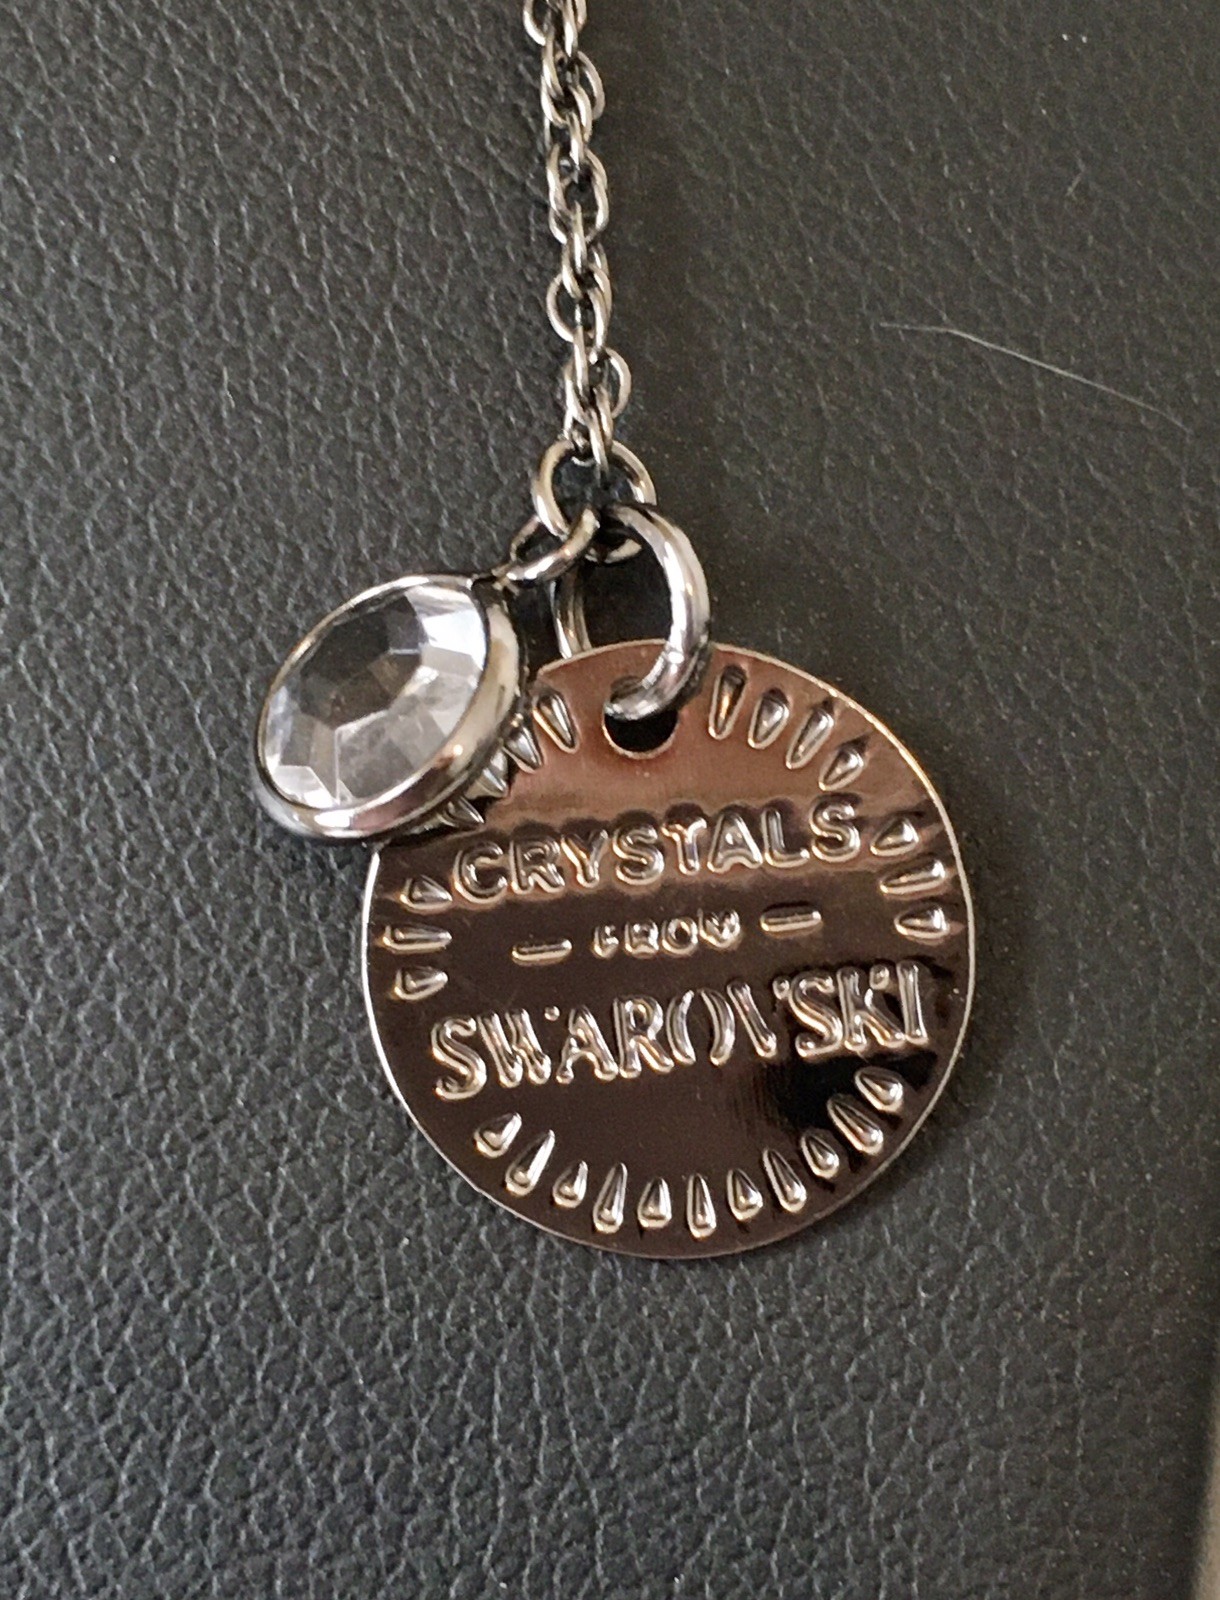 CRYSTALS
— FROM —
SWAROVSKI